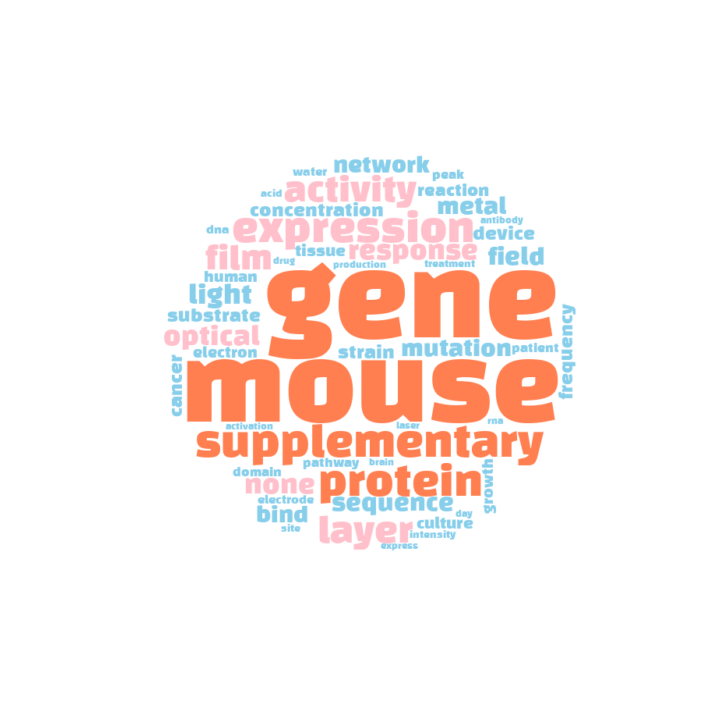 network
water
peak
activity
acid
reaction
metal
concentration
antibody
expression
dna
device
response
tissue
film
field
drug
production
treatment
human
gene
light
substrate
frequency
optical
strain
mutation
patient
electron
cancer
mouse
activation
laser
rna
supplementary
pathway
brain
domain
protein
growth
none
electrode
sequence
bind
day
layer
culture
site
intensity
express